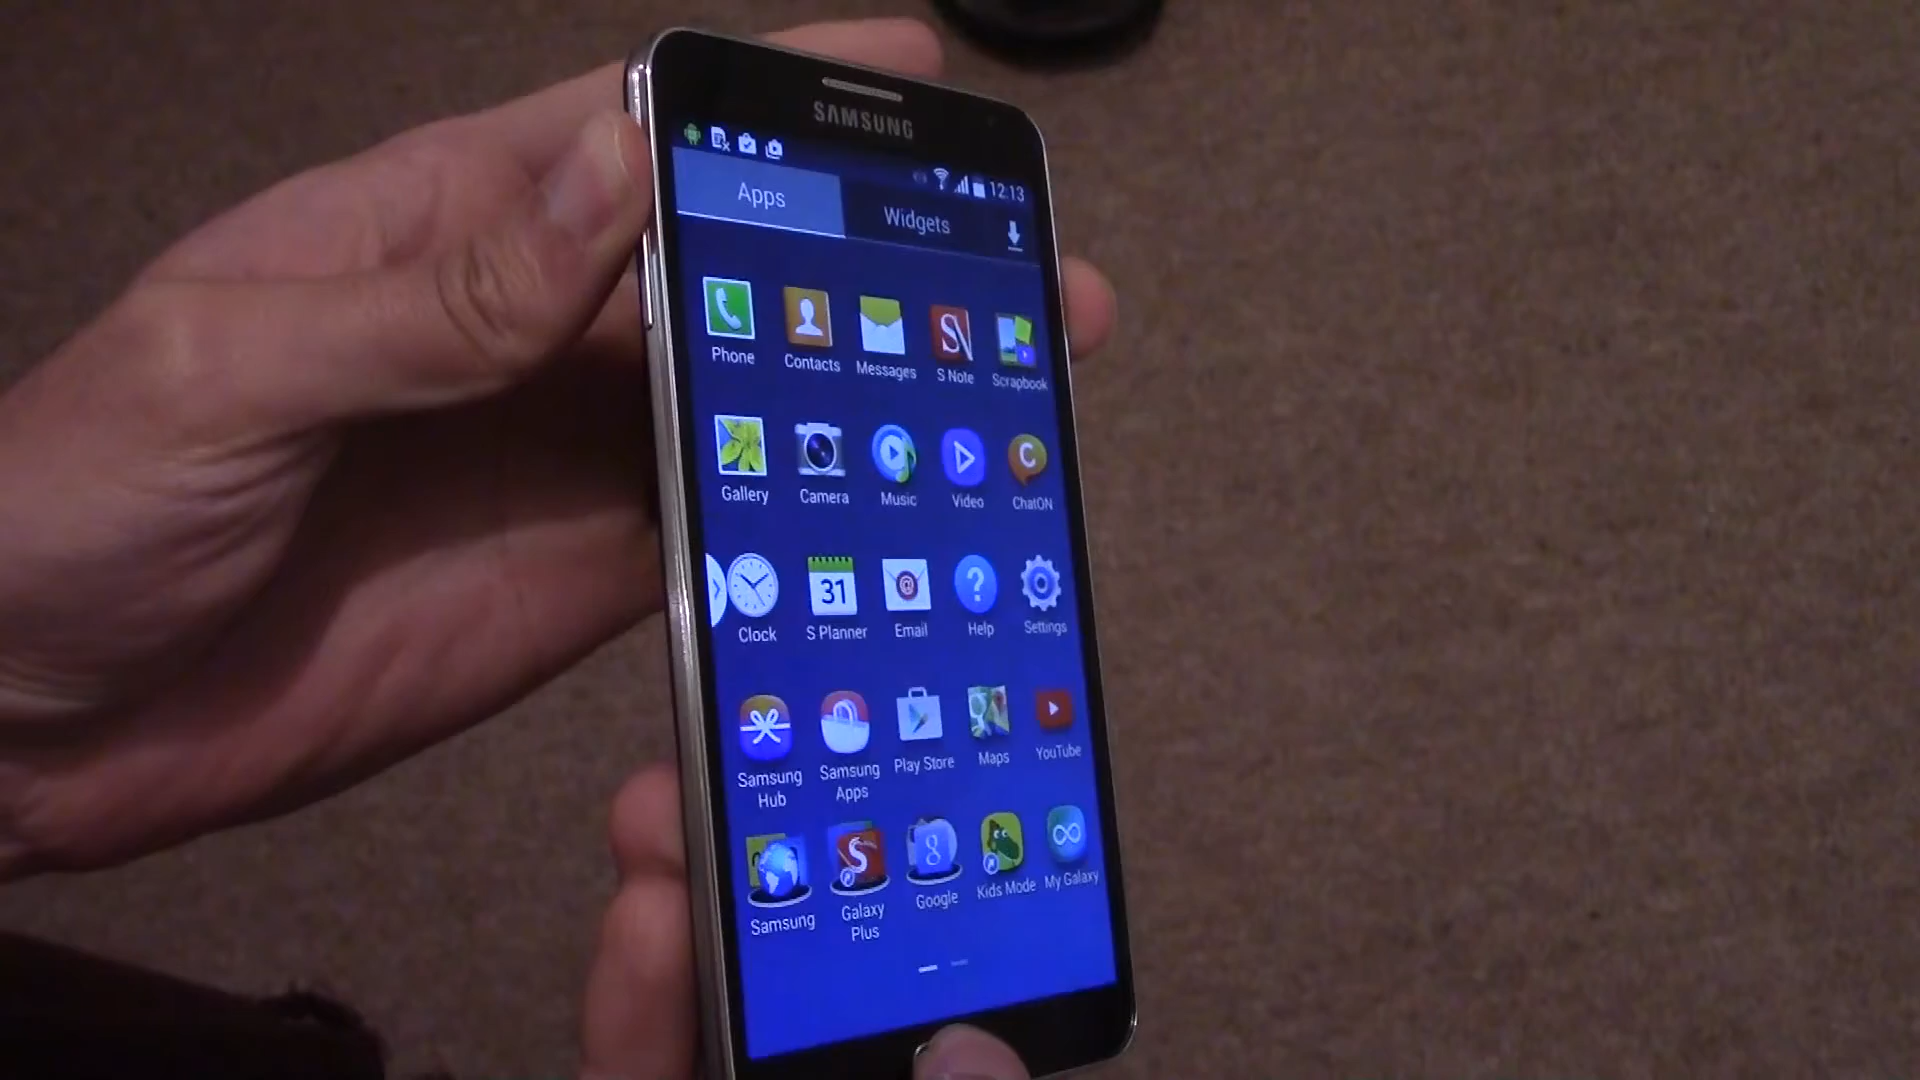 SAMSUNG
12:13
Apps
Widgets
Phone
Contacts
Messages
S Note
Scrapbook
Gallery
Camera
Music
Video
ChatON
C
31
@
?
Clock
S Planner
Email
Help
Settings
Samsung
Hub
Samsung
Apps
Play Store
Maps
YouTube
S
8
Samsung
Galaxy
Plus
Google
Kids Mode
My Galaxy